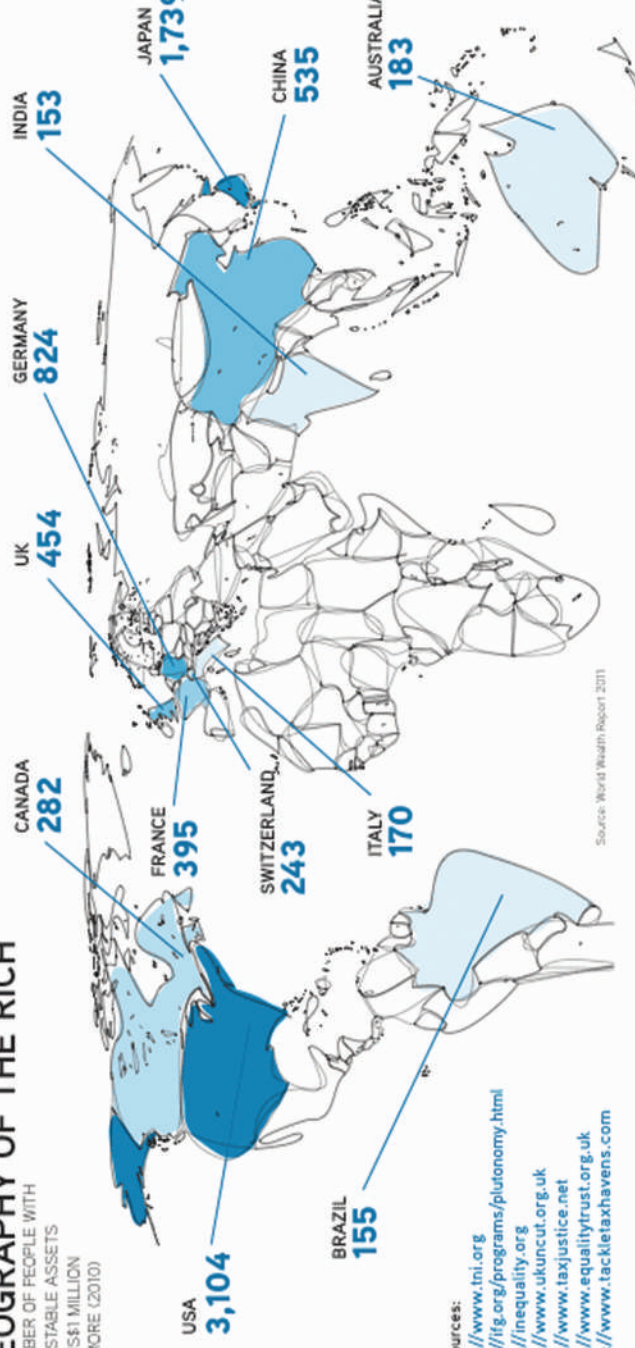 EOGRAPHY OF THE RICH
BER OF PEOPLE WITH
STABLE ASSETS
S$1 MILLION
ORE (2010)
USA
3,104
CANADA
282
BRAZIL
155
FRANCE
395
SWITZERLAND
243
ITALY
170
UK
454
GERMANY
824
INDIA
153
JAPAN
1,739
CHINA
535
AUSTRALIA
183
Source: World Wealth Report 2011
urces:
//www.tni.org
//ifg.org/programs/plutonomy.html
//inequality.org
//www.ukuncut.org.uk
//www.taxjustice.net
//www.equalitytrust.org.uk
//www.tackletaxhavens.com